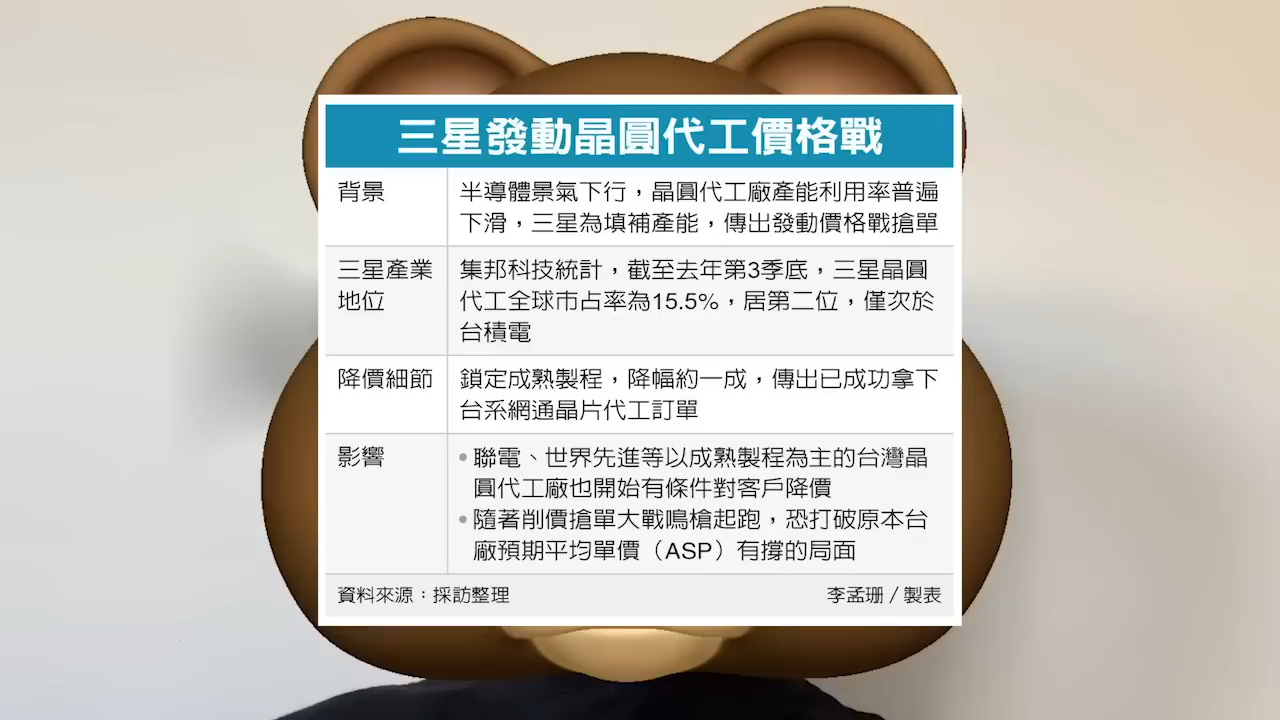 三星發動晶圓代工價格戰
背景
半導體景氣下行，晶圓代工廠產能利用率普遍
下滑，三星為填補產能，傳出發動價格戰搶單
三星產業
地位
集邦科技統計，截至去年第3季底，三星晶圓
代工全球市占率為15.5%，居第二位，僅次於
台積電
降價細節
鎖定成熟製程，降幅約一成，傳出已成功拿下
台系網通晶片代工訂單
影響
•聯電、世界先進等以成熟製程為主的台灣晶
圓代工廠也開始有條件對客戶降價
•隨著削價搶單大戰鳴槍起跑，恐打破原本台
廠預期平均單價（ASP）有撐的局面
資料來源：採訪整理
李孟珊／製表